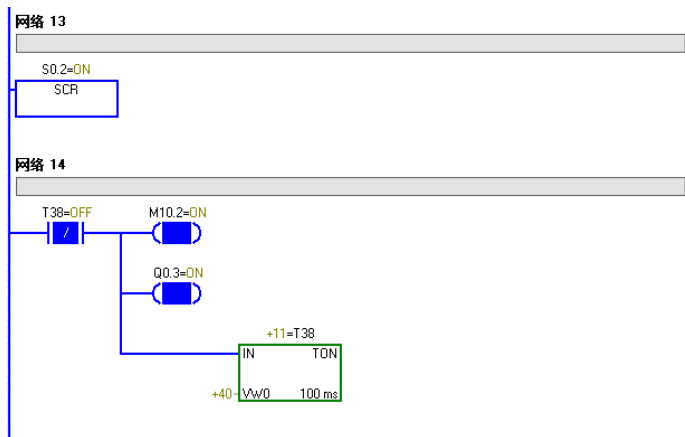 网络 13
S0.2=ON
SCR
网络 14
T38=OFF M10.2=ON
/
Q0.3=ON
+11=T38
IN TON
+40 VW0 100 ms